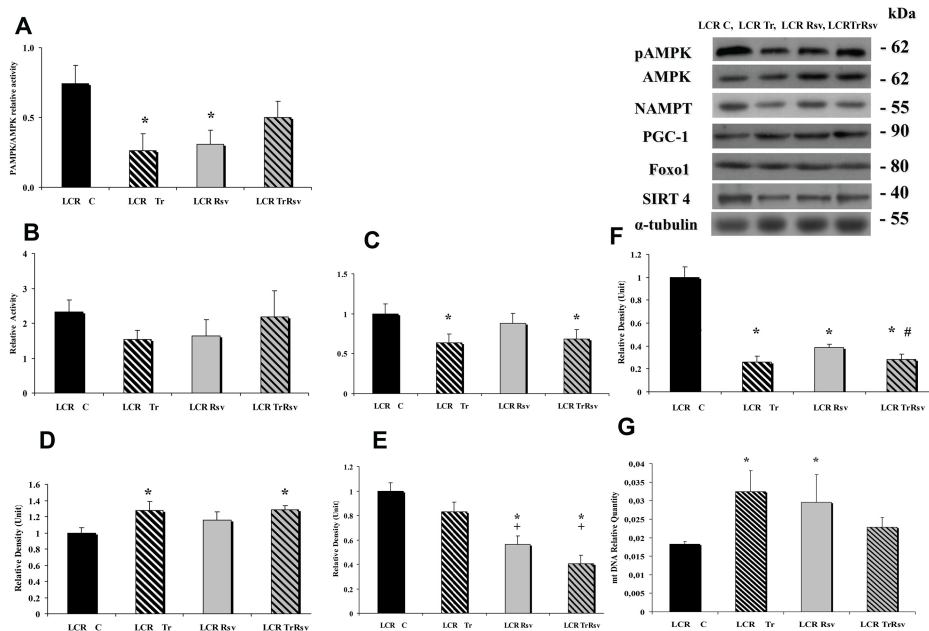 A
PAMPK/AMPK relative activity
1.0
0.5
0.0
*
*
LCR C
LCR Tr
LCR Rsv
LCR TrRsv
LCR C, LCR Tr, LCR Rsv, LCRTrRsv
kDa
pAMPK
- 62
AMPK
- 62
NAMPT
- 55
PGC-1
- 90
Foxo1
- 80
SIRT 4
- 40
α-tubulin
- 55
B
Relative Activity
4
3
2
1
0
LCR C
LCR Tr
LCR Rsv
LCR TrRsv
C
1.5
1
0.5
0
*
*
LCR C
LCR Tr
LCR Rsv
LCR TrRsv
F
Relative Density (Unit)
1.2
1
0.8
0.6
0.4
0.2
0
*
*
* #
LCR C
LCR Tr
LCR Rsv
LCR TrRsv
D
Relative Density (Unit)
1.6
1.4
1.2
1
0.8
0.6
0.4
0.2
0
*
*
LCR C
LCR Tr
LCR Rsv
LCR TrRsv
E
Relative Density (Unit)
1.2
1
0.8
0.6
0.4
0.2
0
*
+
*
+
LCR C
LCR Tr
LCR Rsv
LCR TrRsv
G
mt DNA Relative Quantity
0,04
0,035
0,03
0,025
0,02
0,015
0,01
0,005
0
*
*
LCR C
LCR Tr
LCR Rsv
LCR TrRsv